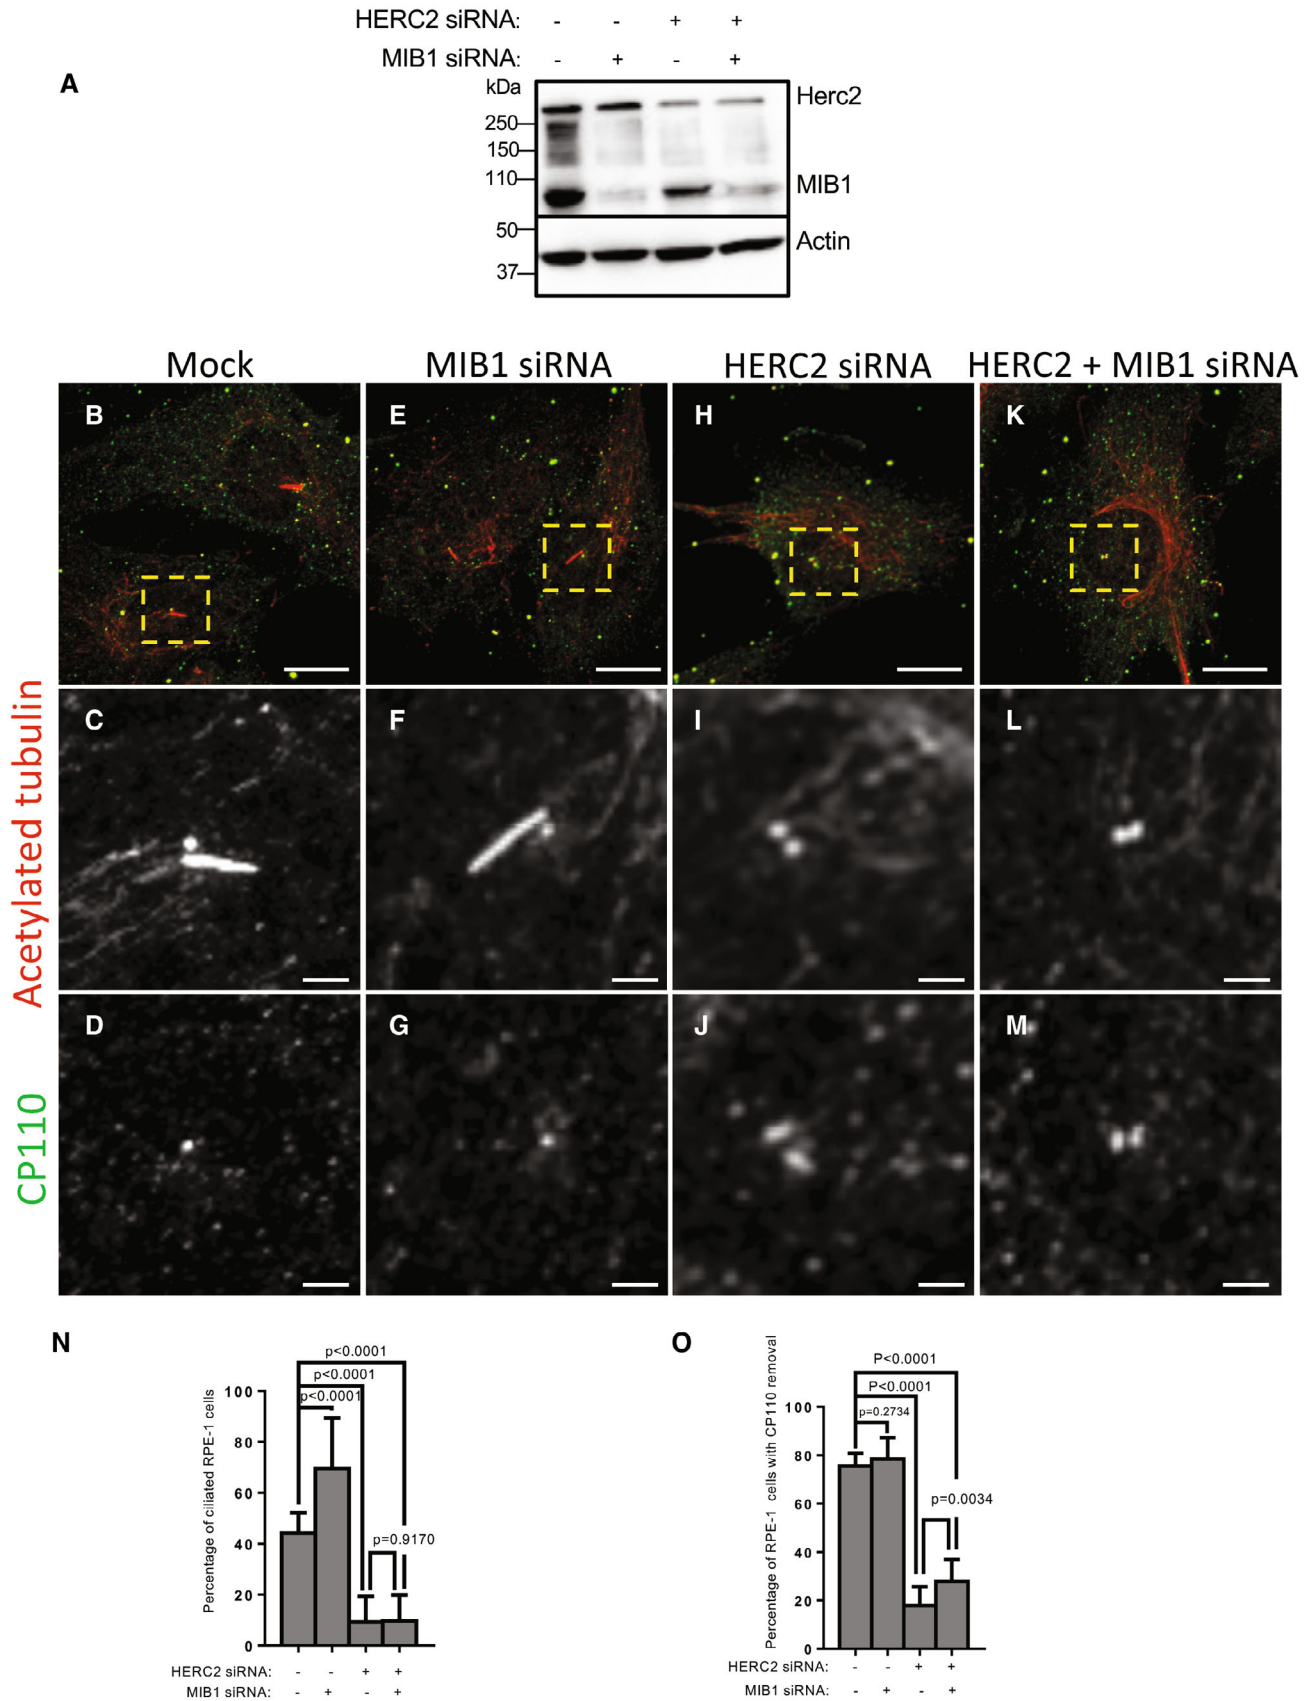 HERC2 siRNA: - - + +
MIB1 siRNA: - + - +
A
kDa
250
150
110
50
37
Herc2
MIB1
Actin
Mock
MIB1 siRNA
HERC2 siRNA
HERC2 + MIB1 siRNA
B
E
H
K
Acetylated tubulin
C
F
I
L
CP110
D
G
J
M
N
Percentage of ciliated RPE-1 cells
100
80
60
40
20
0
p<0.0001
p<0.0001
p<0.0001
p=0.9170
HERC2 siRNA: - - + +
MIB1 siRNA: - + - +
O
Percentage of RPE-1 cells with CP110 removal
100
80
60
40
20
0
P<0.0001
P<0.0001
p=0.2734
p=0.0034
HERC2 siRNA: - - + +
MIB1 siRNA: - + - +